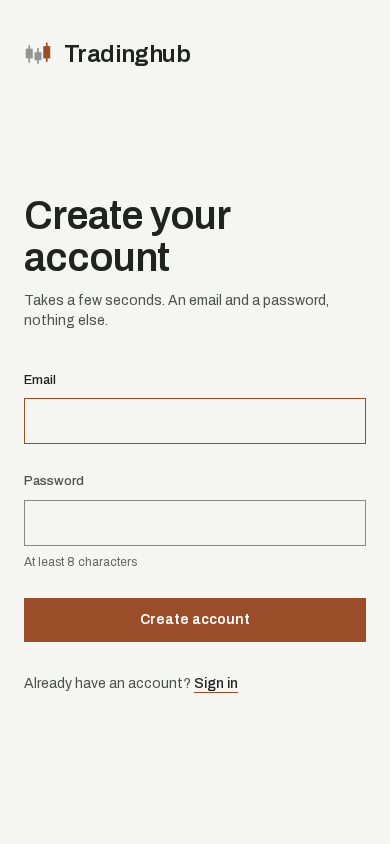 Tradinghub
Create your
account
Takes a few seconds. An email and a password,
nothing else.
Email
Password
At least 8 characters
Create account
Already have an account? Sign in